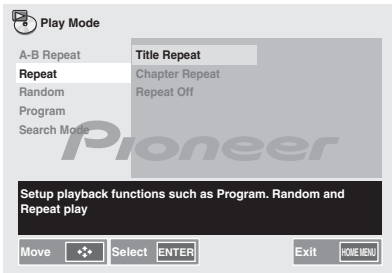 Play Mode
A-B Repeat
Repeat
Random
Program
Search Mode
Title Repeat
Chapter Repeat
Repeat Off
Pioneer
Setup playback functions such as Program. Random and
Repeat play
Move Select ENTER Exit HOME MENU